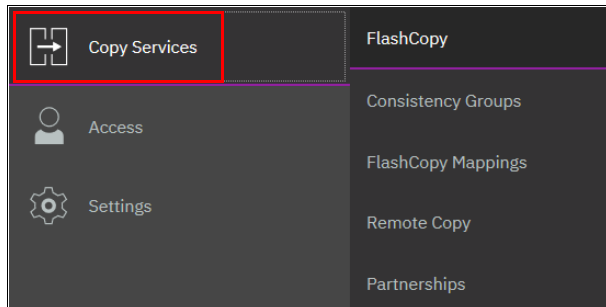 Copy Services
Access
Settings
FlashCopy
Consistency Groups
FlashCopy Mappings
Remote Copy
Partnerships